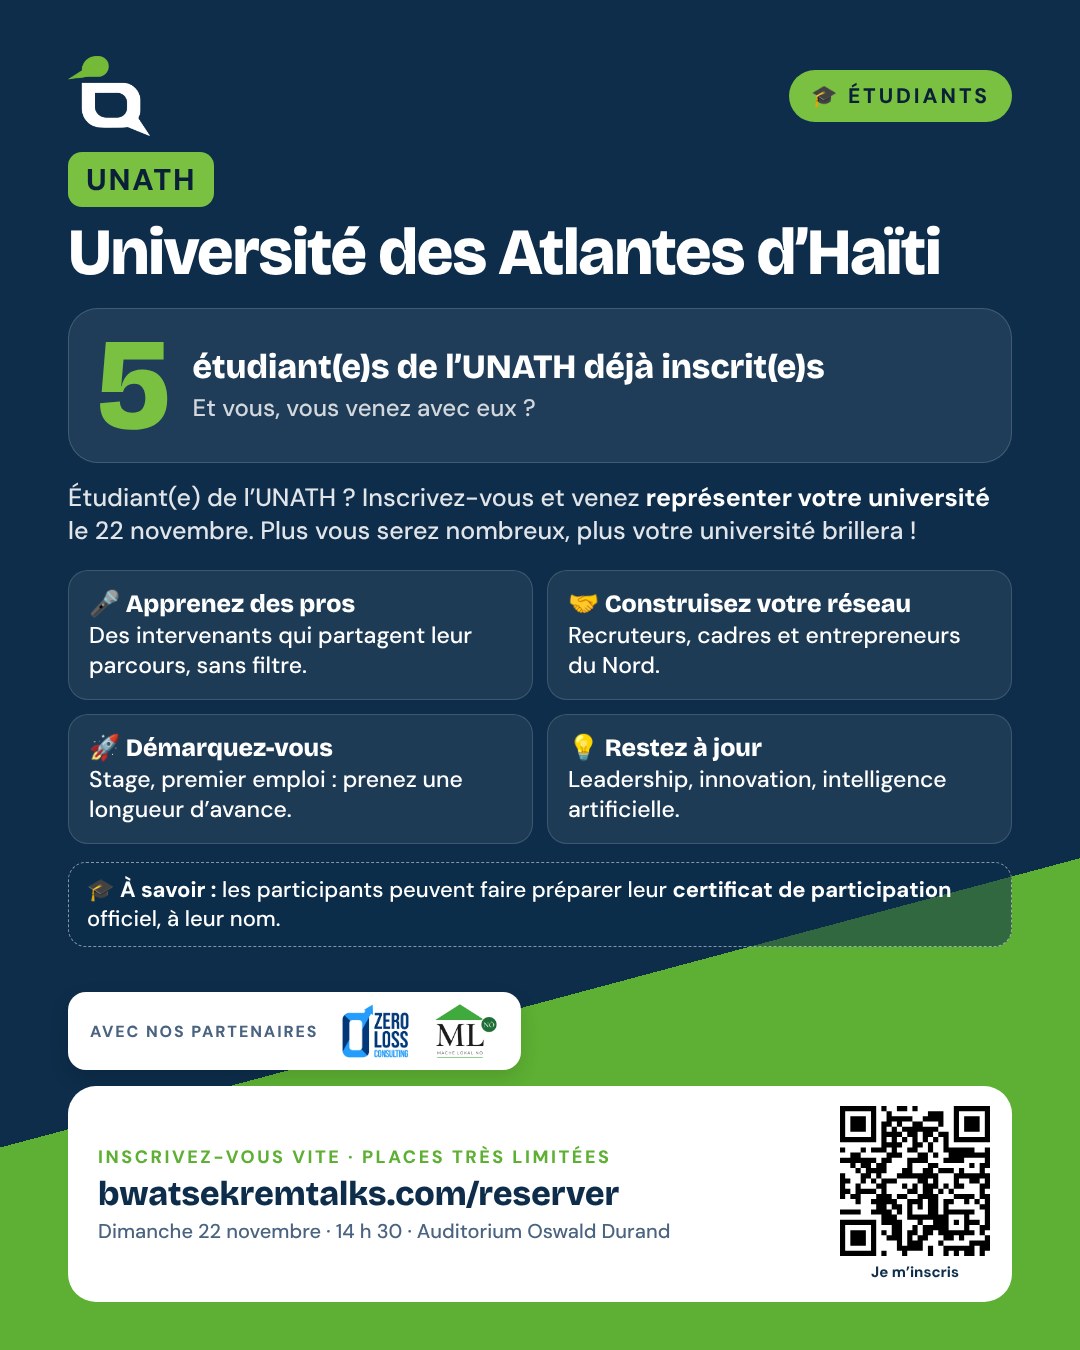 🎓 ÉTUDIANTS
UNATH
Université des Atlantes d’Haïti
5
étudiant(e)s de l’UNATH déjà inscrit(e)s
Et vous, vous venez avec eux ?
Étudiant(e) de l’UNATH ? Inscrivez-vous et venez représenter votre université
le 22 novembre. Plus vous serez nombreux, plus votre université brillera !
🎤 Apprenez des pros
Des intervenants qui partagent leur
parcours, sans filtre.
🤝 Construisez votre réseau
Recruteurs, cadres et entrepreneurs
du Nord.
🚀 Démarquez-vous
Stage, premier emploi : prenez une
longueur d’avance.
💡 Restez à jour
Leadership, innovation, intelligence
artificielle.
🎓 À savoir : les participants peuvent faire préparer leur certificat de participation
officiel, à leur nom.
AVEC NOS PARTENAIRES
ZERO
LOSS
CONSULTING
ML
NÒ
MACHÉ LOKAL NÒ
INSCRIVEZ-VOUS VITE · PLACES TRÈS LIMITÉES
bwatsekremtalks.com/reserver
Dimanche 22 novembre · 14 h 30 · Auditorium Oswald Durand
Je m’inscris